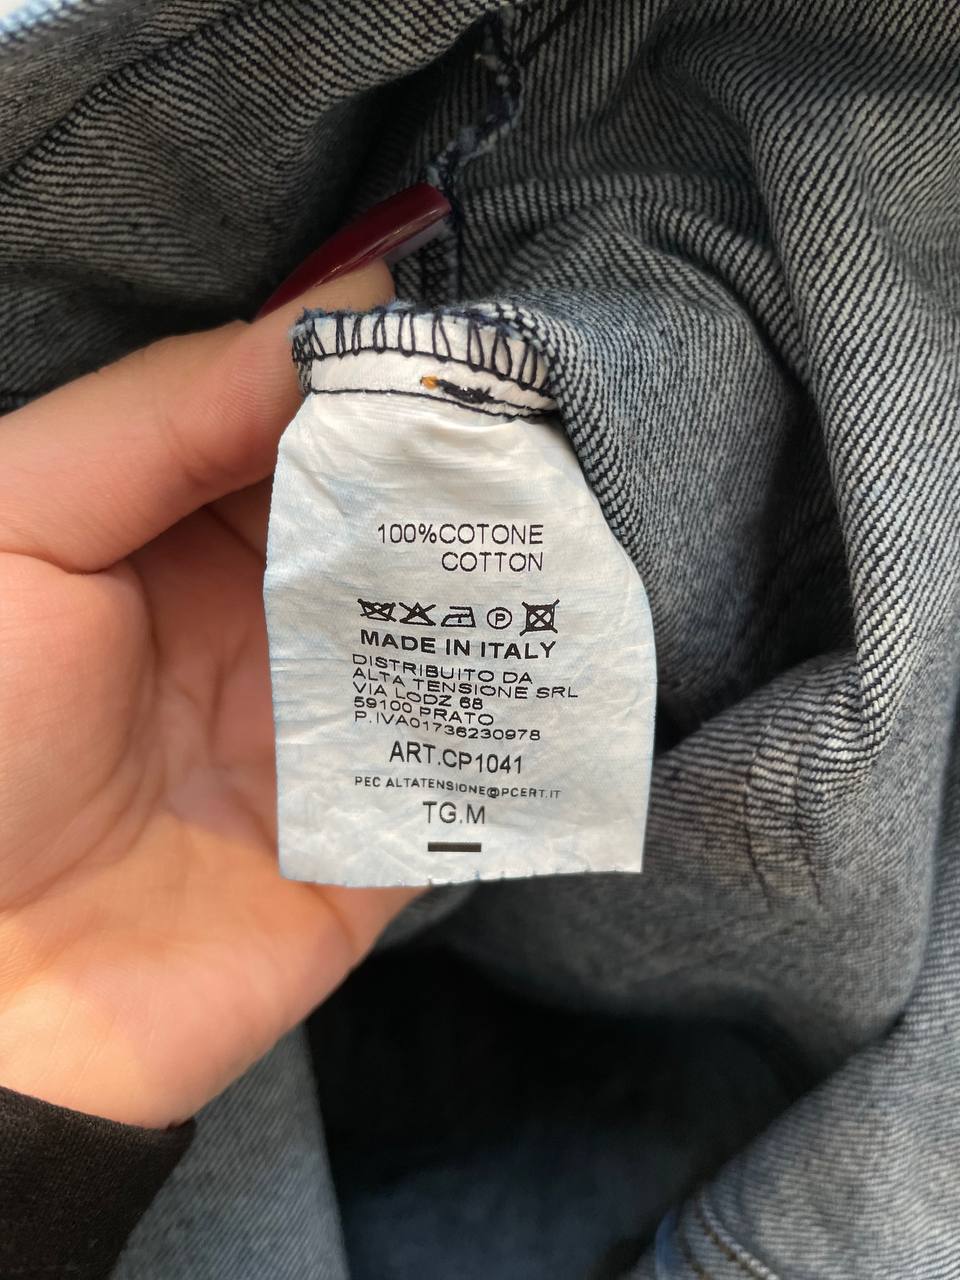 100%COTONE
COTTON
P
MADE IN ITALY
DISTRIBUITO DA
ALTA TENSIONE SRL
VIA LODZ 68
59100 PRATO
P.IVA01736230978
ART.CP1041
PEC ALTATENSIONE@PCERT.IT
TG.M